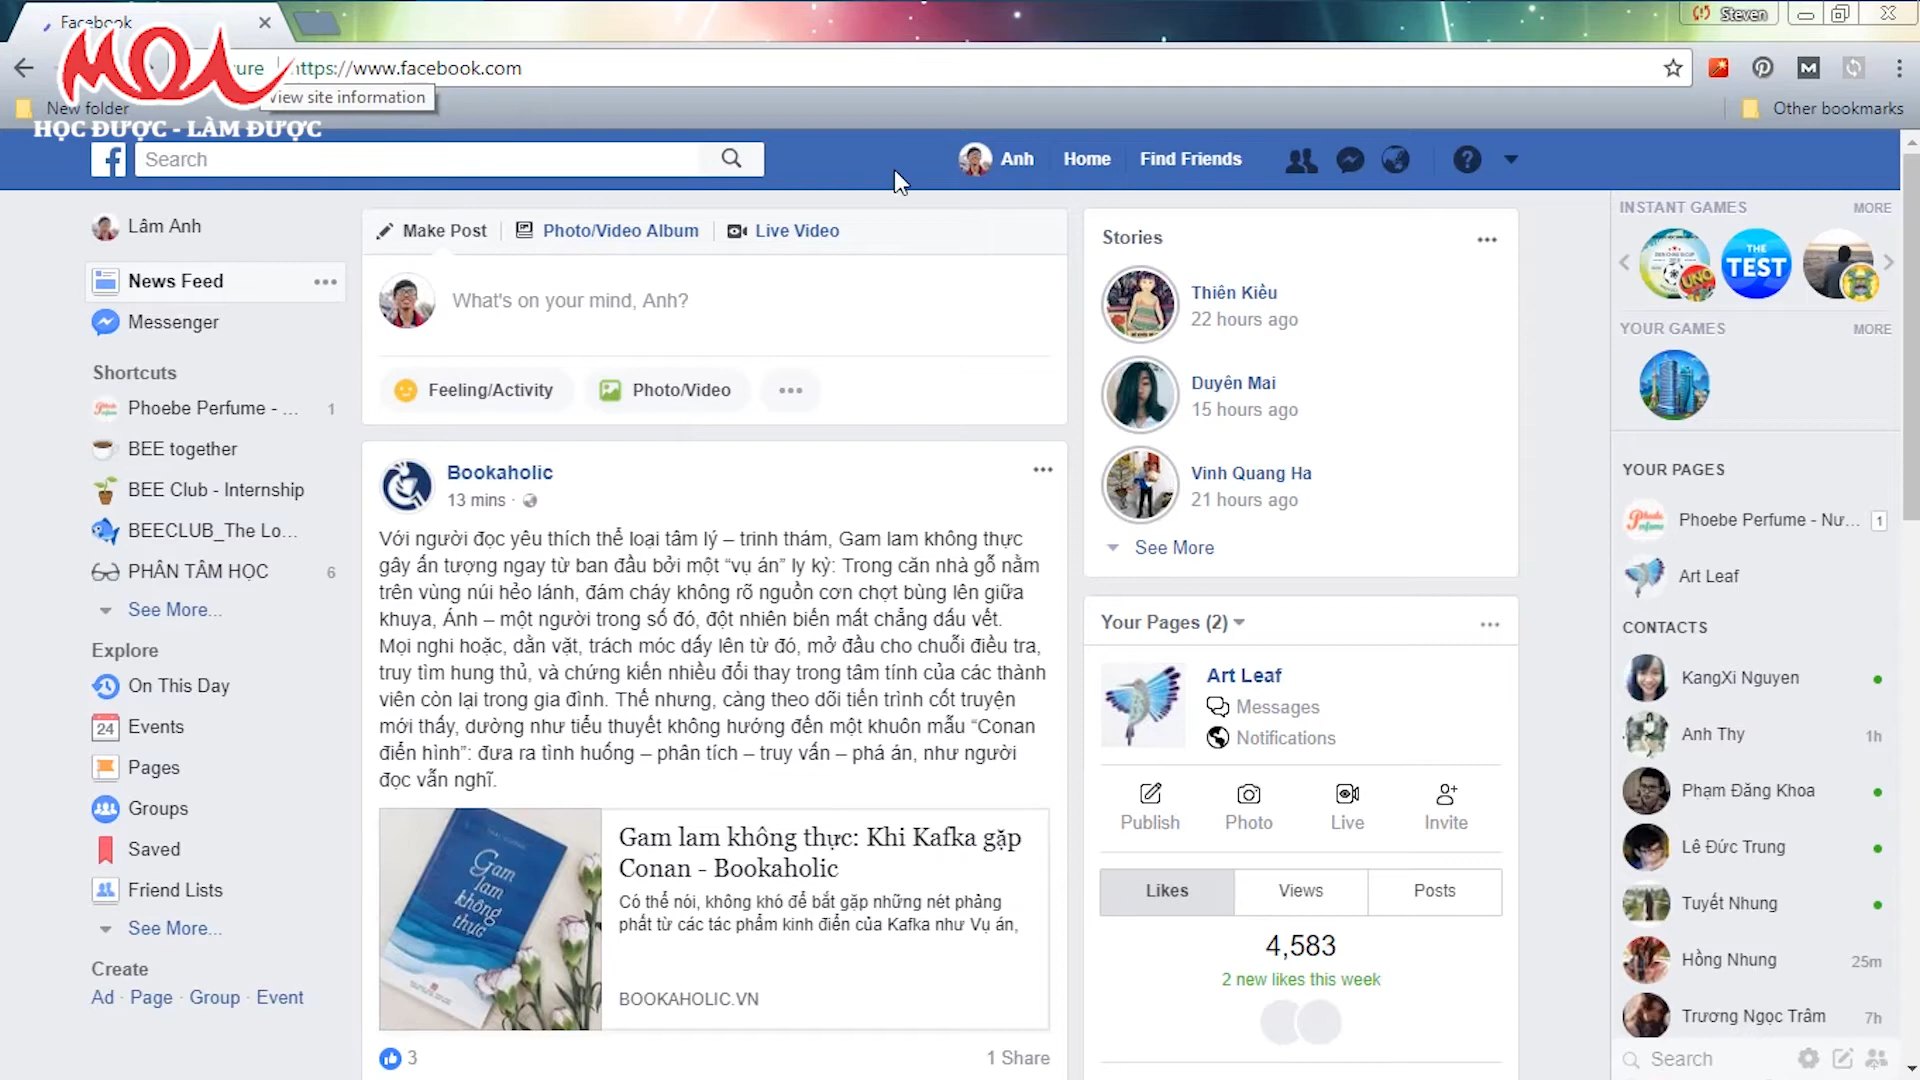 Facebook
Steven
MOA
ure https://www.facebook.com
View site information
New folder
Other bookmarks
HỌC ĐƯỢC - LÀM ĐƯỢC
Search
Anh
Home
Find Friends
Lâm Anh
News Feed
Messenger
Shortcuts
Phoebe Perfume - ... 1
BEE together
BEE Club - Internship
BEECLUB_The Lo...
PHÂN TÂM HỌC 6
See More...
Explore
On This Day
24 Events
Pages
Groups
Saved
Friend Lists
See More...
Create
Ad · Page · Group · Event
Make Post
Photo/Video Album
Live Video
What's on your mind, Anh?
Feeling/Activity
Photo/Video
Bookaholic
13 mins ·
Với người đọc yêu thích thể loại tâm lý – trinh thám, Gam lam không thực
gây ấn tượng ngay từ ban đầu bởi một “vụ án” ly kỳ: Trong căn nhà gỗ nằm
trên vùng núi hẻo lánh, đám cháy không rõ nguồn cơn chợt bùng lên giữa
khuya, Ánh – một người trong số đó, đột nhiên biến mất chẳng dấu vết.
Mọi nghi hoặc, dằn vặt, trách móc dấy lên từ đó, mở đầu cho chuỗi điều tra,
truy tìm hung thủ, và chứng kiến nhiều đổi thay trong tâm tính của các thành
viên còn lại trong gia đình. Thế nhưng, càng theo dõi tiến trình cốt truyện
mới thấy, dường như tiểu thuyết không hướng đến một khuôn mẫu “Conan
điển hình”: đưa ra tình huống – phân tích – truy vấn – phá án, như người
đọc vẫn nghĩ.
Gam
lam
không
thực
Gam lam không thực: Khi Kafka gặp
Conan - Bookaholic
Có thể nói, không khó để bắt gặp những nét phảng
phất từ các tác phẩm kinh điển của Kafka như Vụ án,
BOOKAHOLIC.VN
3
1 Share
Stories
Thiên Kiều
22 hours ago
Duyên Mai
15 hours ago
Vinh Quang Ha
21 hours ago
See More
Your Pages (2)
Art Leaf
Messages
Notifications
Publish
Photo
Live
Invite
Likes
Views
Posts
4,583
2 new likes this week
INSTANT GAMES
MORE
UNO
THE
TEST
YOUR GAMES
MORE
YOUR PAGES
Phoebe Perfume - Nư... 1
Art Leaf
CONTACTS
KangXi Nguyen
Anh Thy 1h
Phạm Đăng Khoa
Lê Đức Trung
Tuyết Nhung
Hồng Nhung 25m
Trương Ngọc Trâm 7h
Search